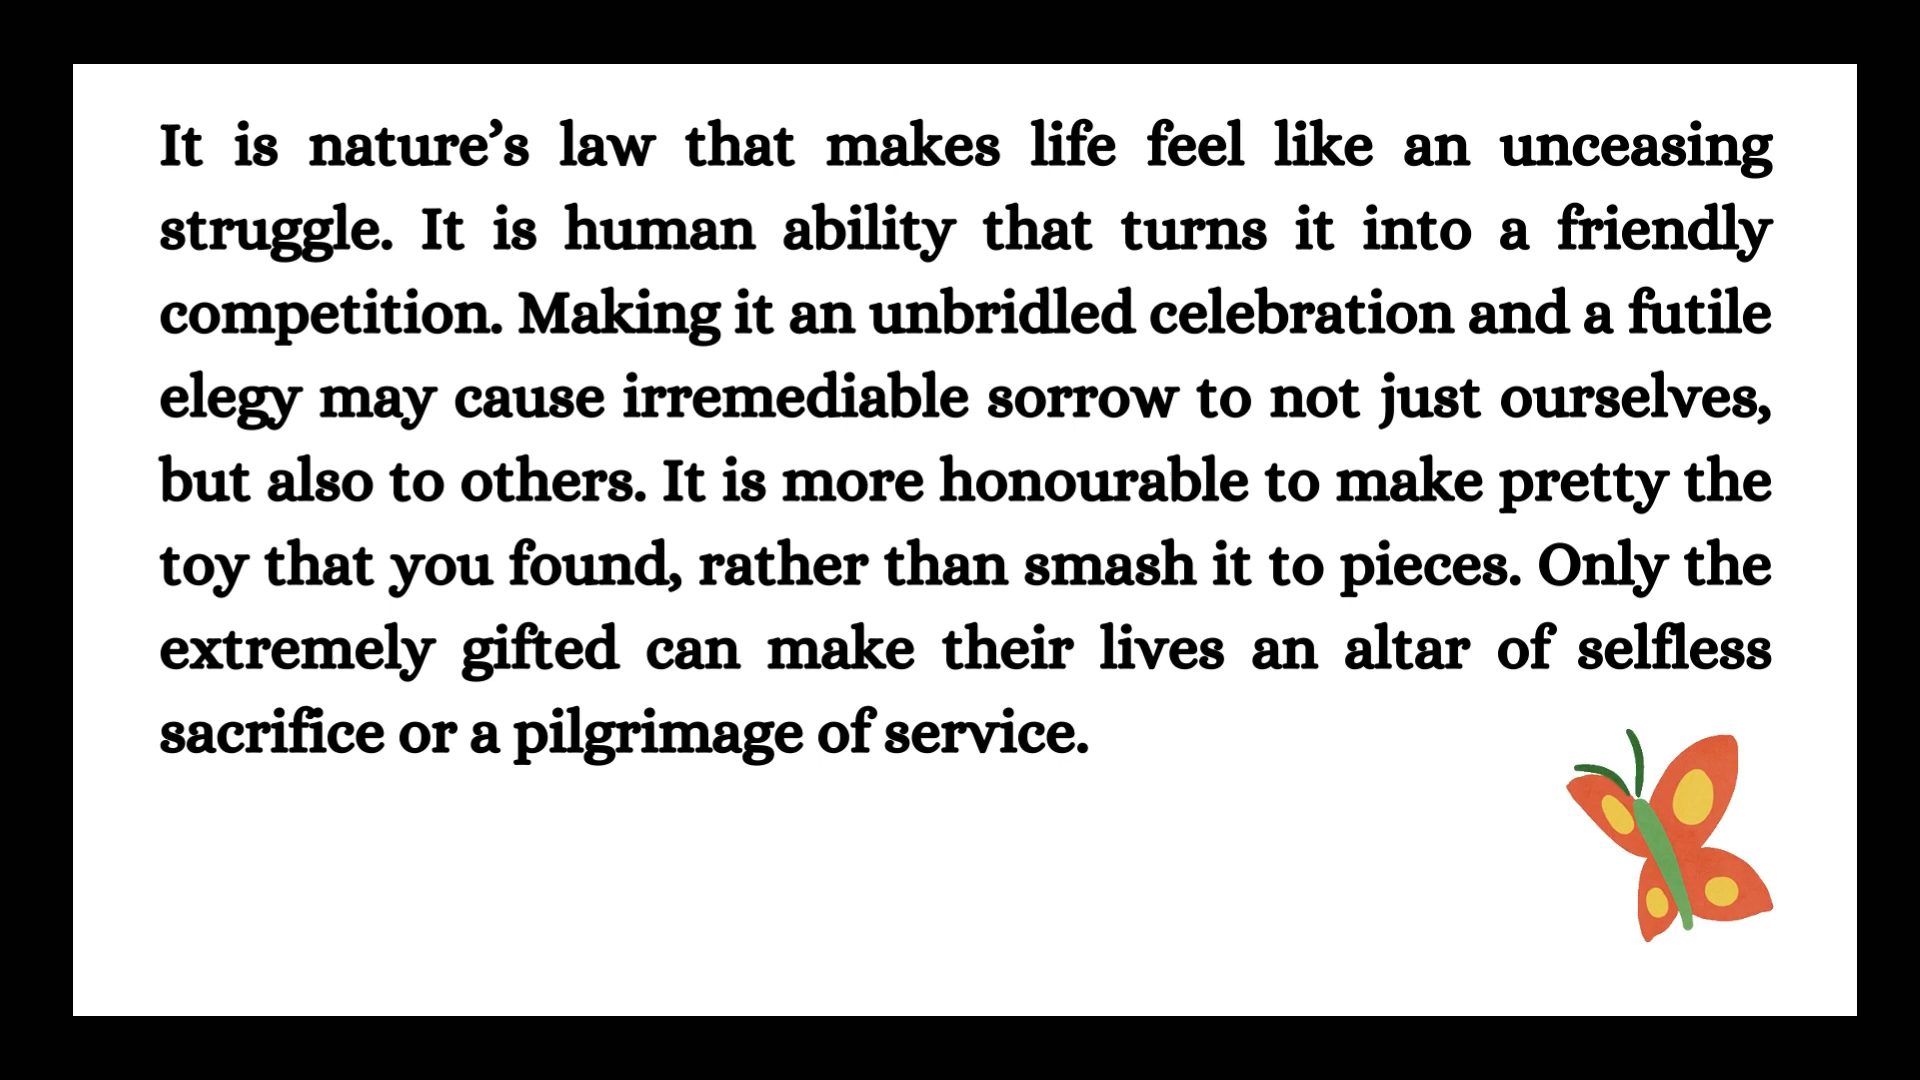 It is nature’s law that makes life feel like an unceasing
struggle. It is human ability that turns it into a friendly
competition. Making it an unbridled celebration and a futile
elegy may cause irremediable sorrow to not just ourselves,
but also to others. It is more honourable to make pretty the
toy that you found, rather than smash it to pieces. Only the
extremely gifted can make their lives an altar of selfless
sacrifice or a pilgrimage of service.